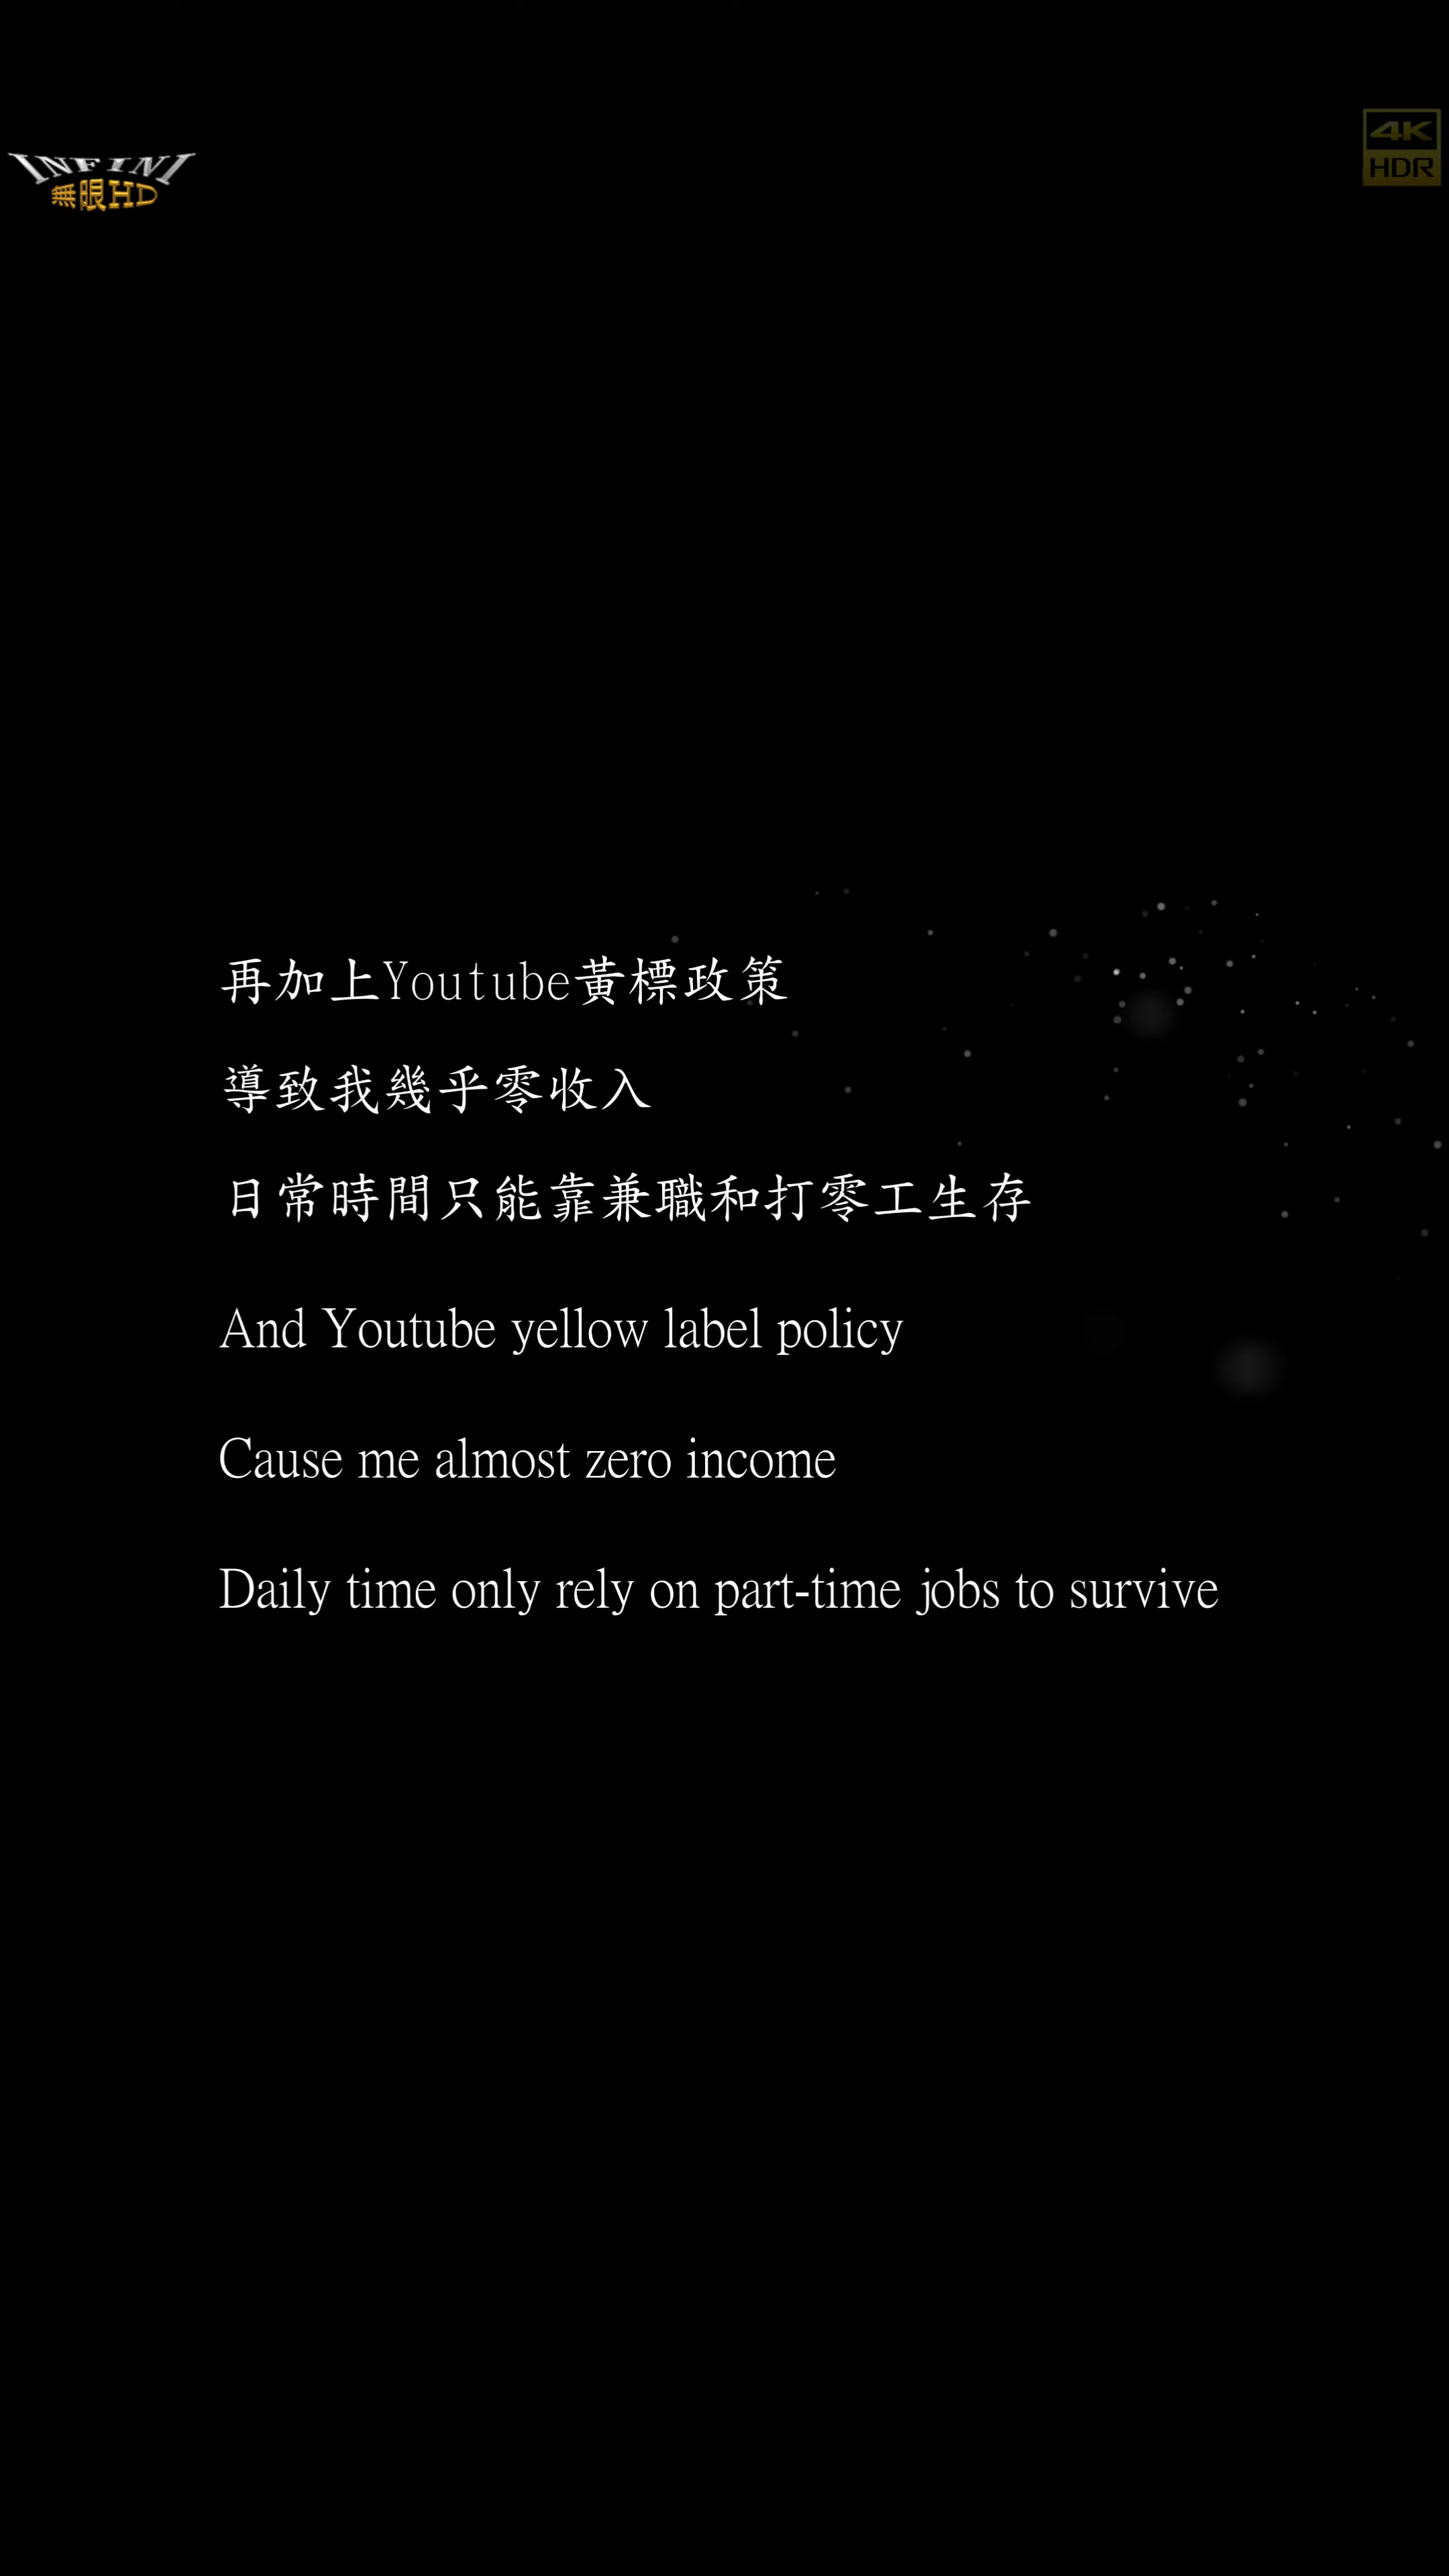 INFINI
無限HD
4K
HDR
再加上Youtube黃標政策
導致我幾乎零收入
日常時間只能靠兼職和打零工生存
And Youtube yellow label policy
Cause me almost zero income
Daily time only rely on part-time jobs to survive